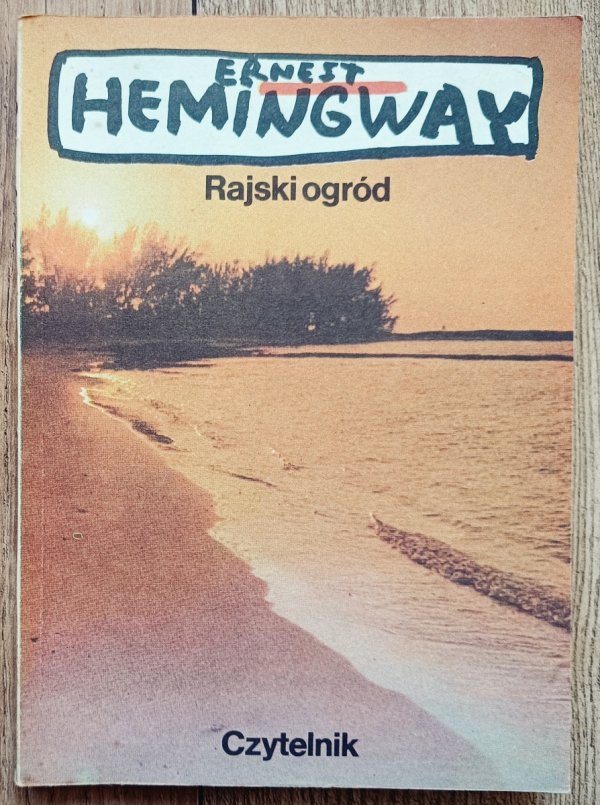 ERNEST
HEMINGWAY
Rajski ogród
Czytelnik